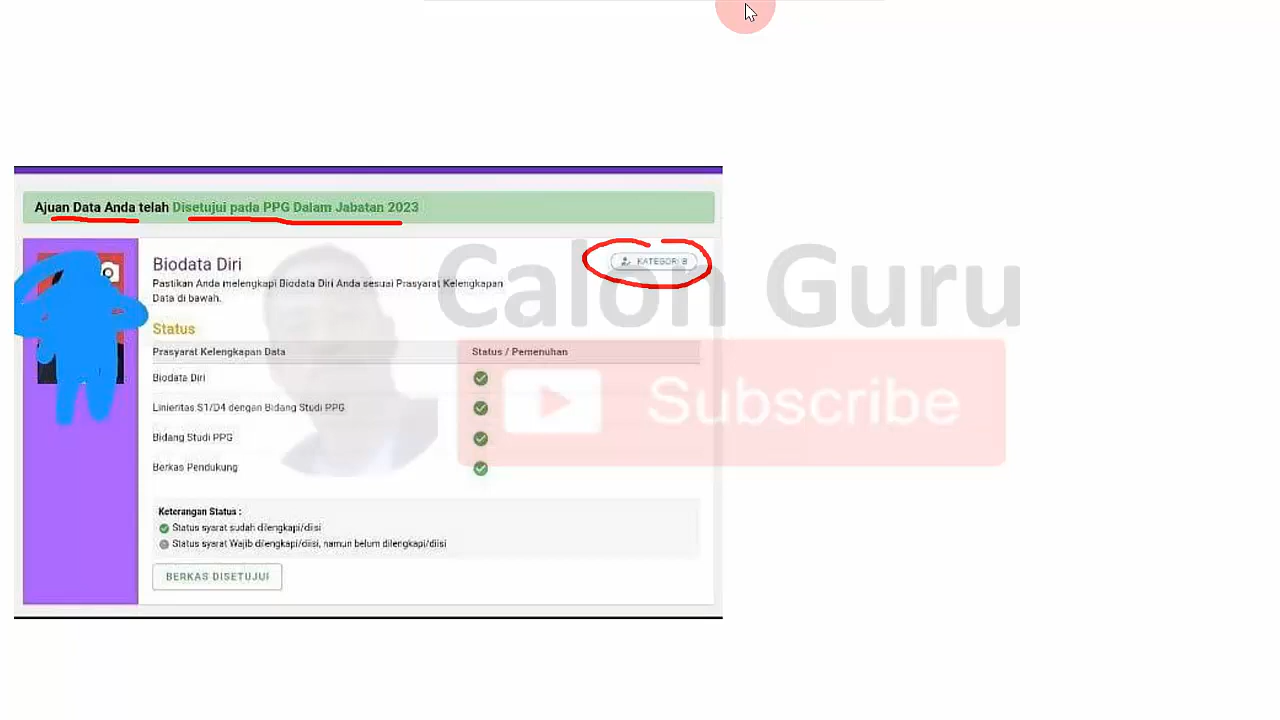 Ajuan Data Anda telah Disetujui pada PPG Dalam Jabatan 2023
KATEGORI B
Biodata Diri
Pastikan Anda melengkapi Biodata Diri Anda sesuai Prasyarat Kelengkapan
Data di bawah.
Status
Prasyarat Kelengkapan Data Status / Pemenuhan
Biodata Diri
Linieritas S1/D4 dengan Bidang Studi PPG
Bidang Studi PPG
Berkas Pendukung
Keterangan Status :
Status syarat sudah dilengkapi/diisi
Status syarat Wajib dilengkapi/diisi, namun belum dilengkapi/diisi
BERKAS DISETUJUI
Calon Guru
Subscribe